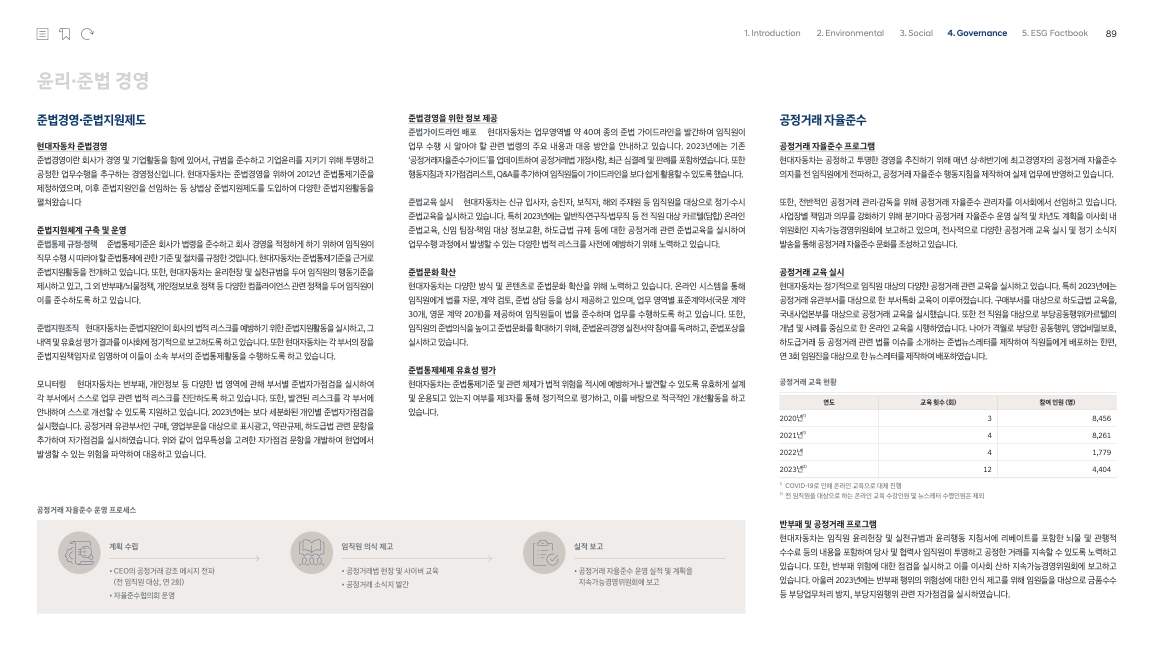 1. Introduction 2. Environmental 3. Social 4. Governance 5. ESG Factbook 89
윤리·준법 경영
준법경영·준법지원제도
현대자동차 준법경영
준법경영이란 회사가 경영 및 기업활동을 함에 있어서, 규범을 준수하고 기업윤리를 지키기 위해 투명하고
공정한 업무수행을 추구하는 경영정신입니다. 현대자동차는 준법경영을 위하여 2012년 준법통제기준을
제정하였으며, 이후 준법지원인을 선임하는 등 상법상 준법지원제도를 도입하여 다양한 준법지원활동을
펼쳐왔습니다
준법지원체계 구축 및 운영
준법통제 규정·정책 준법통제기준은 회사가 법령을 준수하고 회사 경영을 적정하게 하기 위하여 임직원이
직무 수행 시 따라야 할 준법통제에 관한 기준 및 절차를 규정한 것입니다. 현대자동차는 준법통제기준을 근거로
준법지원활동을 전개하고 있습니다. 또한, 현대자동차는 윤리헌장 및 실천규범을 두어 임직원의 행동기준을
제시하고 있고, 그 외 반부패/뇌물정책, 개인정보보호 정책 등 다양한 컴플라이언스 관련 정책을 두어 임직원이
이를 준수하도록 하고 있습니다.
준법지원조직 현대자동차는 준법지원인이 회사의 법적 리스크를 예방하기 위한 준법지원활동을 실시하고, 그
내역 및 유효성 평가 결과를 이사회에 정기적으로 보고하도록 하고 있습니다. 또한 현대자동차는 각 부서의 장을
준법지원책임자로 임명하여 이들이 소속 부서의 준법통제활동을 수행하도록 하고 있습니다.
모니터링 현대자동차는 반부패, 개인정보 등 다양한 법 영역에 관해 부서별 준법자가점검을 실시하여
각 부서에서 스스로 업무 관련 법적 리스크를 진단하도록 하고 있습니다. 또한, 발견된 리스크를 각 부서에
안내하여 스스로 개선할 수 있도록 지원하고 있습니다. 2023년에는 보다 세분화된 개인별 준법자가점검을
실시했습니다. 공정거래 유관부서인 구매, 영업부문을 대상으로 표시광고, 약관규제, 하도급법 관련 문항을
추가하여 자가점검을 실시하였습니다. 위와 같이 업무특성을 고려한 자가점검 문항을 개발하여 현업에서
발생할 수 있는 위험을 파악하여 대응하고 있습니다.
준법경영을 위한 정보 제공
준법가이드라인 배포 현대자동차는 업무영역별 약 40여 종의 준법 가이드라인을 발간하여 임직원이
업무 수행 시 알아야 할 관련 법령의 주요 내용과 대응 방안을 안내하고 있습니다. 2023년에는 기존
‘공정거래자율준수가이드’를 업데이트하여 공정거래법 개정사항, 최근 심결례 및 판례를 포함하였습니다. 또한
행동지침과 자가점검리스트, Q&A를 추가하여 임직원들이 가이드라인을 보다 쉽게 활용할 수 있도록 했습니다.
준법교육 실시 현대자동차는 신규 입사자, 승진자, 보직자, 해외 주재원 등 임직원을 대상으로 정기·수시
준법교육을 실시하고 있습니다. 특히 2023년에는 일반직·연구직·법무직 등 전 직원 대상 카르텔(담합) 온라인
준법교육, 신임 팀장·책임 대상 정보교환, 하도급법 규제 등에 대한 공정거래 관련 준법교육을 실시하여
업무수행 과정에서 발생할 수 있는 다양한 법적 리스크를 사전에 예방하기 위해 노력하고 있습니다.
준법문화 확산
현대자동차는 다양한 방식 및 콘텐츠로 준법문화 확산을 위해 노력하고 있습니다. 온라인 시스템을 통해
임직원에게 법률 자문, 계약 검토, 준법 상담 등을 상시 제공하고 있으며, 업무 영역별 표준계약서(국문 계약
30개, 영문 계약 20개)를 제공하여 임직원들이 법을 준수하며 업무를 수행하도록 하고 있습니다. 또한,
임직원의 준법의식을 높이고 준법문화를 확대하기 위해, 준법윤리경영 실천서약 참여를 독려하고, 준법포상을
실시하고 있습니다.
준법통제체제 유효성 평가
현대자동차는 준법통제기준 및 관련 체제가 법적 위험을 적시에 예방하거나 발견할 수 있도록 유효하게 설계
및 운용되고 있는지 여부를 제3자를 통해 정기적으로 평가하고, 이를 바탕으로 적극적인 개선활동을 하고
있습니다.
공정거래 자율준수 운영 프로세스
계획 수립
• CEO의 공정거래 강조 메시지 전파
(전 임직원 대상, 연 2회)
• 자율준수협의회 운영
임직원 의식 제고
• 공정거래법 현장 및 사이버 교육
• 공정거래 소식지 발간
실적 보고
• 공정거래 자율준수 운영 실적 및 계획을
지속가능경영위원회에 보고
공정거래 자율준수
공정거래 자율준수 프로그램
현대자동차는 공정하고 투명한 경영을 추진하기 위해 매년 상·하반기에 최고경영자의 공정거래 자율준수
의지를 전 임직원에게 전파하고, 공정거래 자율준수 행동지침을 제작하여 실제 업무에 반영하고 있습니다.
또한, 전반적인 공정거래 관리·감독을 위해 공정거래 자율준수 관리자를 이사회에서 선임하고 있습니다.
사업장별 책임과 의무를 강화하기 위해 분기마다 공정거래 자율준수 운영 실적 및 차년도 계획을 이사회 내
위원회인 지속가능경영위원회에 보고하고 있으며, 전사적으로 다양한 공정거래 교육 실시 및 정기 소식지
발송을 통해 공정거래 자율준수 문화를 조성하고 있습니다.
공정거래 교육 실시
현대자동차는 정기적으로 임직원 대상의 다양한 공정거래 관련 교육을 실시하고 있습니다. 특히 2023년에는
공정거래 유관부서를 대상으로 한 부서특화 교육이 이루어졌습니다. 구매부서를 대상으로 하도급법 교육을,
국내사업본부를 대상으로 공정거래 교육을 실시했습니다. 또한 전 직원을 대상으로 부당공동행위(카르텔)의
개념 및 사례를 중심으로 한 온라인 교육을 시행하였습니다. 나아가 격월로 부당한 공동행위, 영업비밀보호,
하도급거래 등 공정거래 관련 법률 이슈를 소개하는 준법뉴스레터를 제작하여 직원들에게 배포하는 한편,
연 3회 임원진을 대상으로 한 뉴스레터를 제작하여 배포하였습니다.
공정거래 교육 현황
연도 교육 횟수 (회) 참여 인원 (명)
2020년¹⁾ 3 8,456
2021년¹⁾ 4 8,261
2022년 4 1,779
2023년²⁾ 12 4,404
¹⁾ COVID-19로 인해 온라인 교육으로 대체 진행
²⁾ 전 임직원을 대상으로 하는 온라인 교육 수강인원 및 뉴스레터 수령인원은 제외
반부패 및 공정거래 프로그램
현대자동차는 임직원 윤리헌장 및 실천규범과 윤리행동 지침서에 리베이트를 포함한 뇌물 및 관행적
수수료 등의 내용을 포함하여 당사 및 협력사 임직원이 투명하고 공정한 거래를 지속할 수 있도록 노력하고
있습니다. 또한, 반부패 위험에 대한 점검을 실시하고 이를 이사회 산하 지속가능경영위원회에 보고하고
있습니다. 아울러 2023년에는 반부패 행위의 위험성에 대한 인식 제고를 위해 임원들을 대상으로 금품수수
등 부당업무처리 방지, 부당지원행위 관련 자가점검을 실시하였습니다.